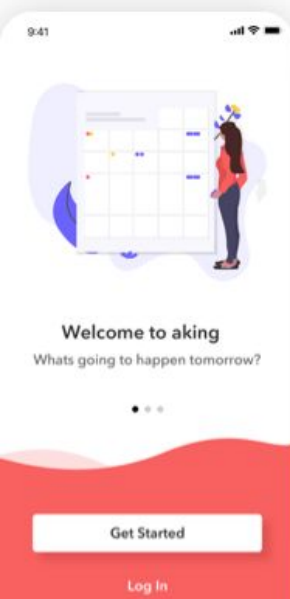 9:41
Welcome to aking
Whats going to happen tomorrow?
Get Started
Log In